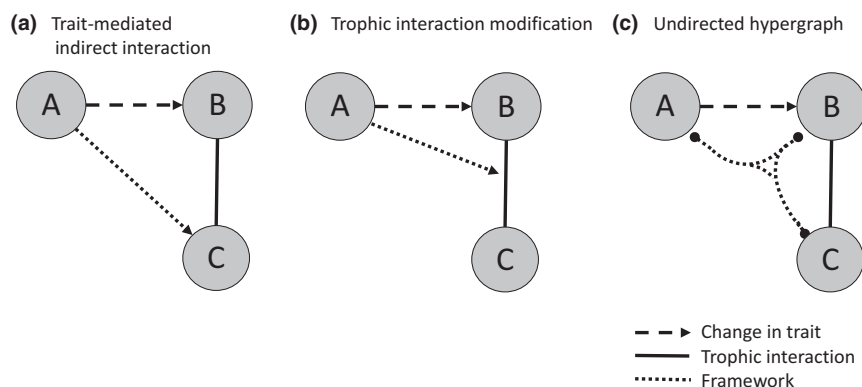 (a) Trait-mediated
indirect interaction
A
B
C
(b) Trophic interaction modification
A
B
C
(c) Undirected hypergraph
A
B
C
Change in trait
Trophic interaction
Framework